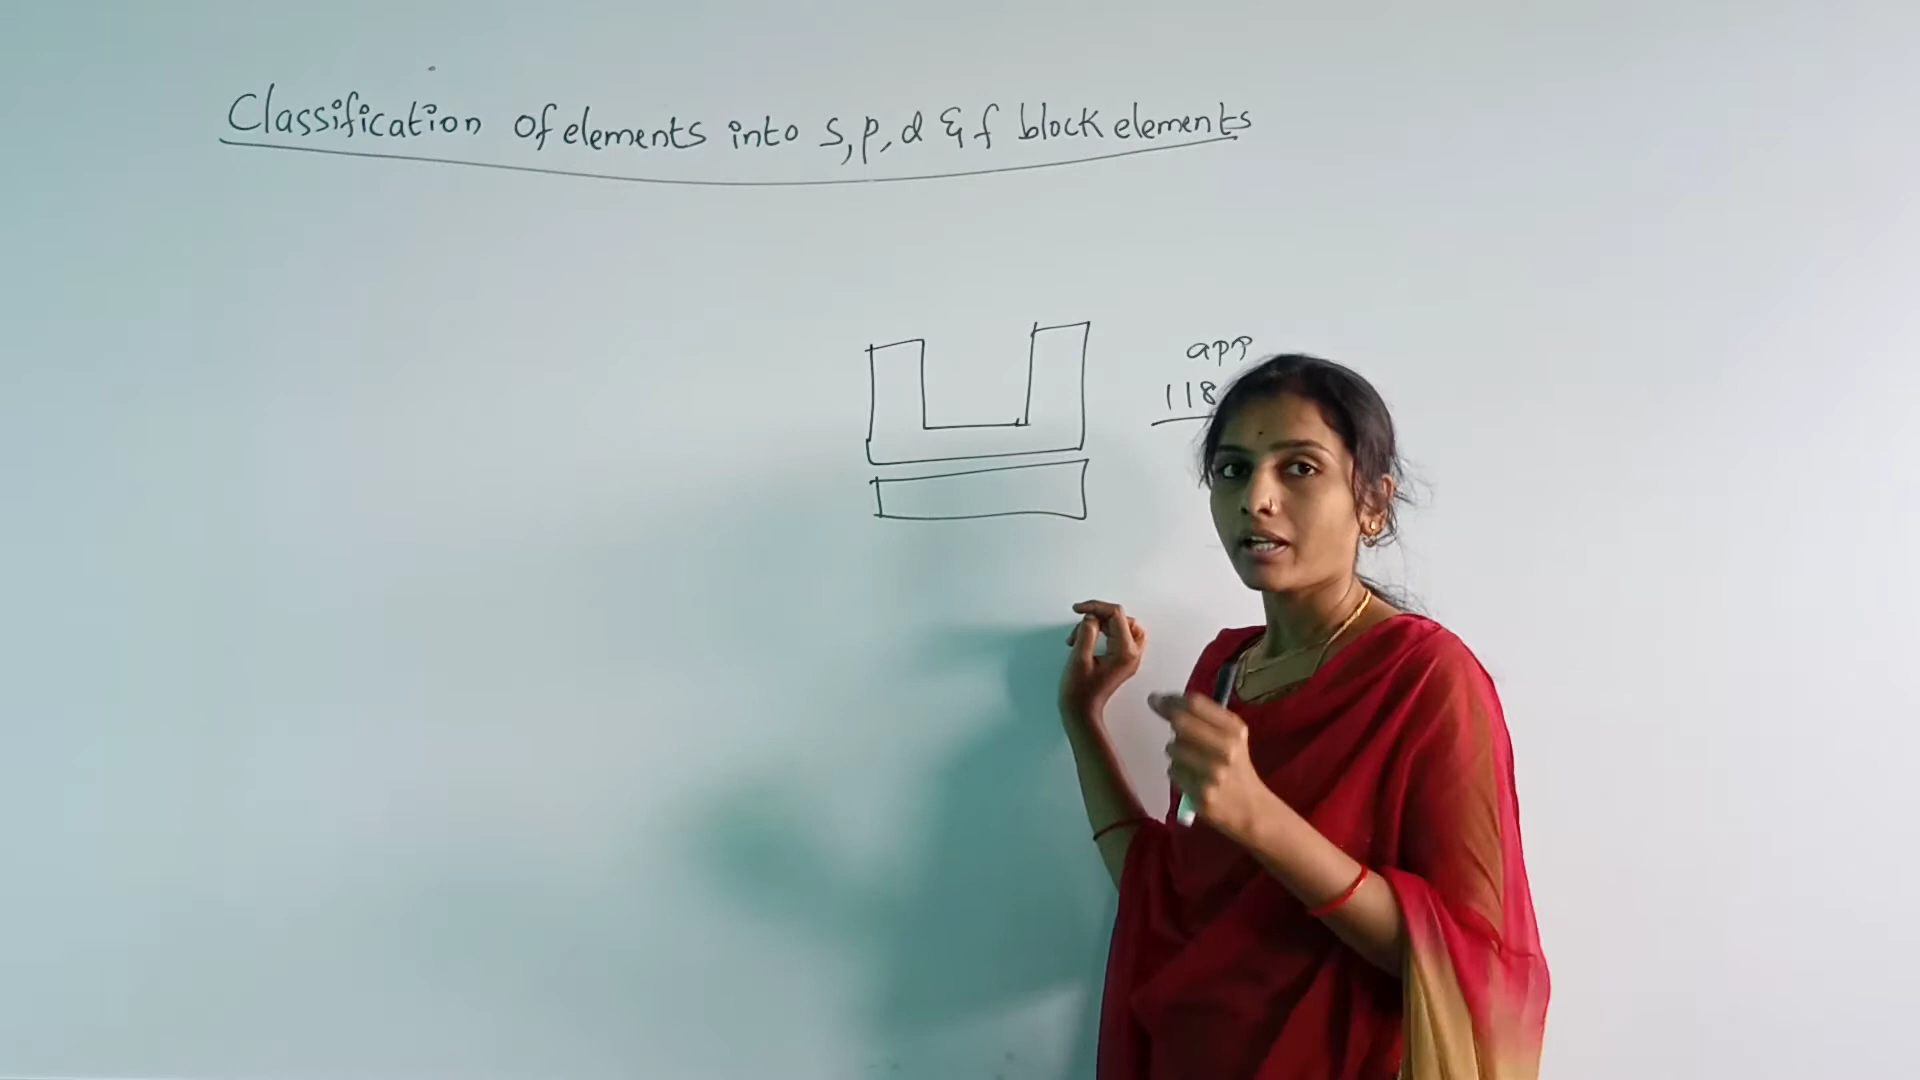 Classification of elements into s, p, d & f block elements
app
118